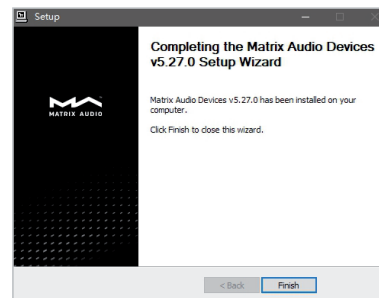 Setup
Completing the Matrix Audio Devices
v5.27.0 Setup Wizard
MATRIX AUDIO
Matrix Audio Devices v5.27.0 has been installed on your
computer.
Click Finish to close this wizard.
< Back
Finish